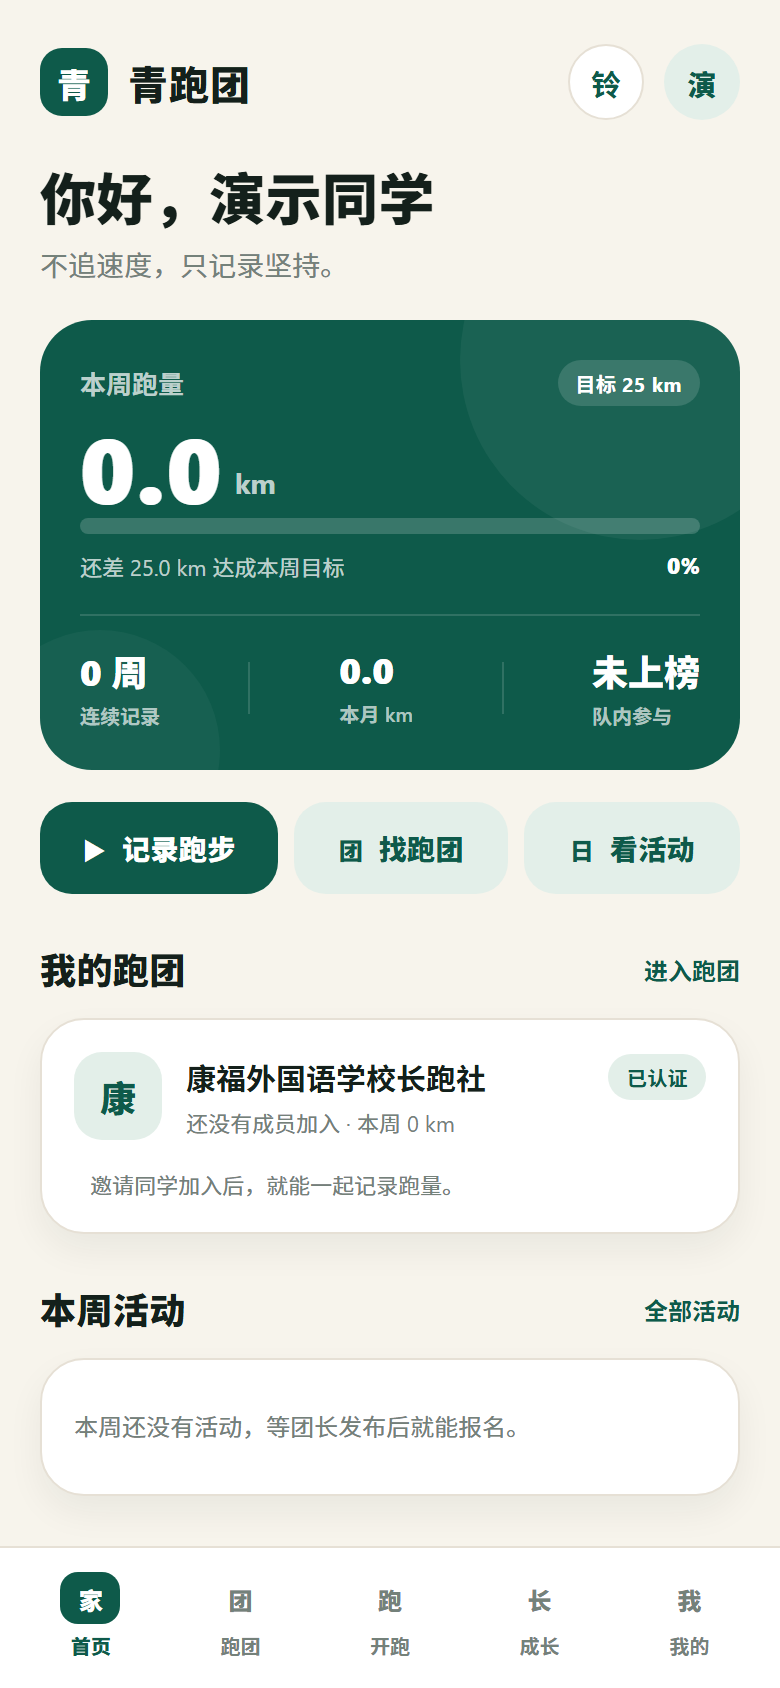 青 青跑团 铃 演
你好，演示同学
不追速度，只记录坚持。
本周跑量 目标 25 km
0.0 km
还差 25.0 km 达成本周目标 0%
0 周 0.0 未上榜
连续记录 本月 km 队内参与
▶ 记录跑步 团 找跑团 日 看活动
我的跑团 进入跑团
康 康福外国语学校长跑社 已认证
还没有成员加入 · 本周 0 km
邀请同学加入后，就能一起记录跑量。
本周活动 全部活动
本周还没有活动，等团长发布后就能报名。
家 团 跑 长 我
首页 跑团 开跑 成长 我的